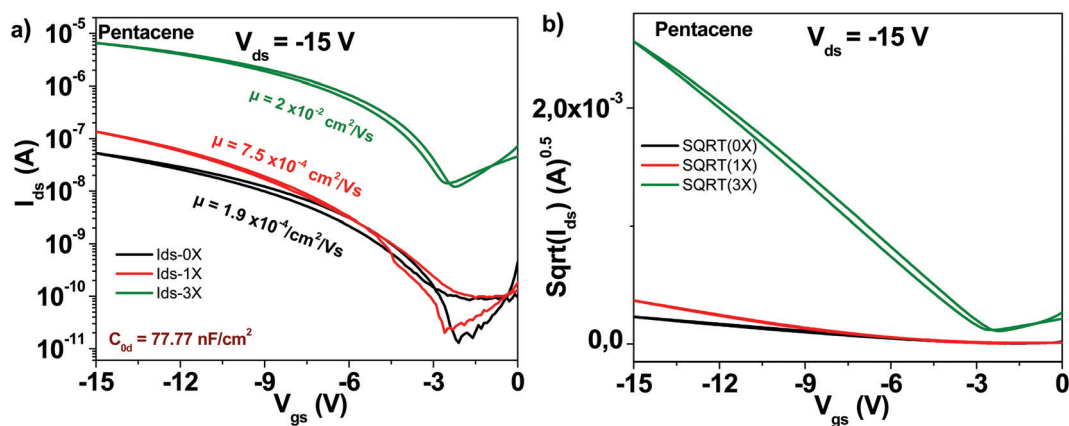 a)
Pentacene
V_ds = -15 V
10^-5
10^-6
10^-7
10^-8
10^-9
10^-10
10^-11
I_ds (A)
μ = 2 x10^-2 cm^2/Vs
μ = 7.5 x10^-4 cm^2/Vs
μ = 1.9 x10^-4/cm^2/Vs
Ids-0X
Ids-1X
Ids-3X
C_0d = 77.77 nF/cm^2
-15 -12 -9 -6 -3 0
V_gs (V)
b)
Pentacene
V_ds = -15 V
2,0x10^-3
0,0
Sqrt(I_ds) (A)^0.5
SQRT(0X)
SQRT(1X)
SQRT(3X)
-15 -12 -9 -6 -3 0
V_gs (V)